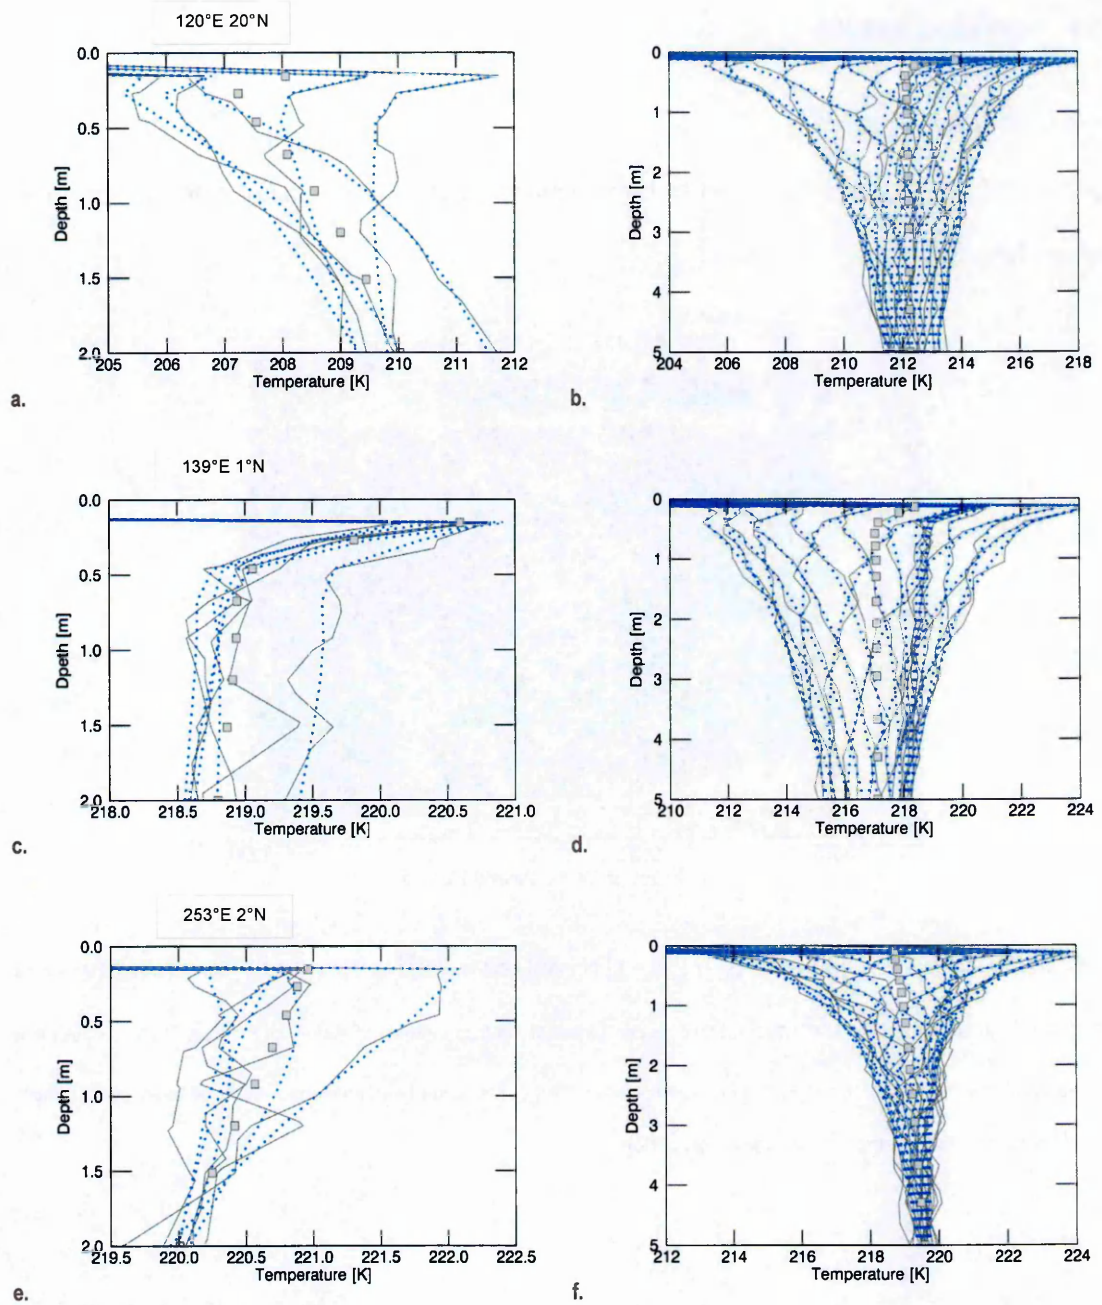 120°E 20°N
0.0
0.5
1.0
1.5
2.0
Depth [m]
205 206 207 208 209 210 211 212
Temperature [K]
a.
0
1
2
3
4
5
Depth [m]
204 206 208 210 212 214 216 218
Temperature [K]
b.
139°E 1°N
0.0
0.5
1.0
1.5
2.0
Dpeth [m]
218.0 218.5 219.0 219.5 220.0 220.5 221.0
Temperature [K]
c.
0
1
2
3
4
5
Depth [m]
210 212 214 216 218 220 222 224
Temperature [K]
d.
253°E 2°N
0.0
0.5
1.0
1.5
2.0
Depth [m]
219.5 220.0 220.5 221.0 221.5 222.0 222.5
Temperature [K]
e.
0
1
2
3
4
5
Depth [m]
212 214 216 218 220 222 224
Temperature [K]
f.